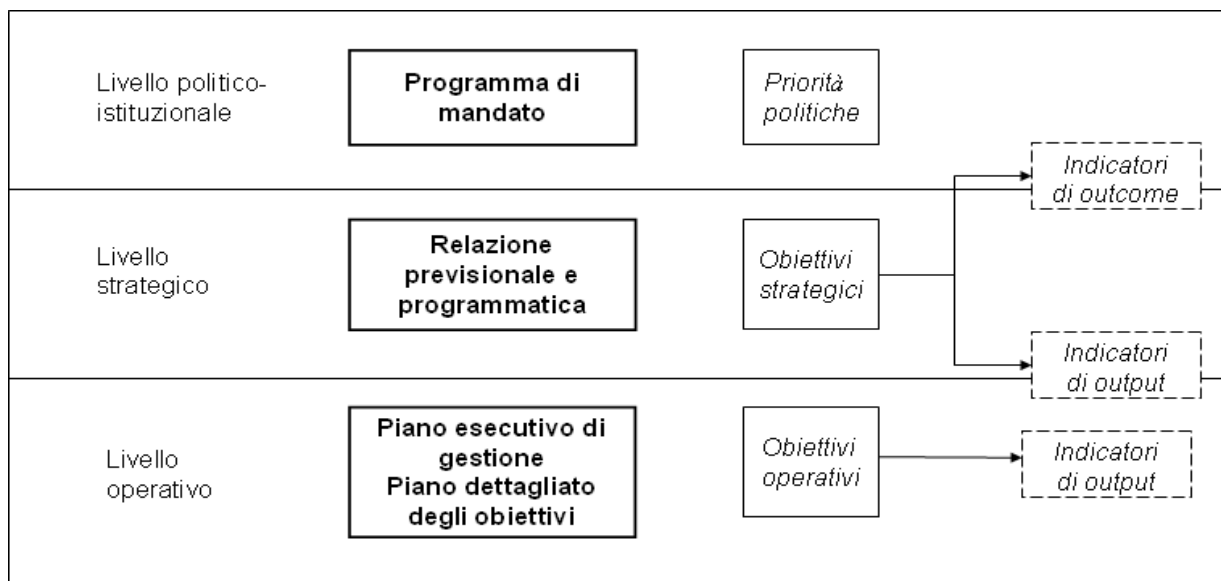 Livello politico-
istituzionale
Programma di
mandato
Priorità
politiche
Indicatori
di outcome
Livello
strategico
Relazione
previsionale e
programmatica
Obiettivi
strategici
Indicatori
di output
Livello
operativo
Piano esecutivo di
gestione
Piano dettagliato
degli obiettivi
Obiettivi
operativi
Indicatori
di output